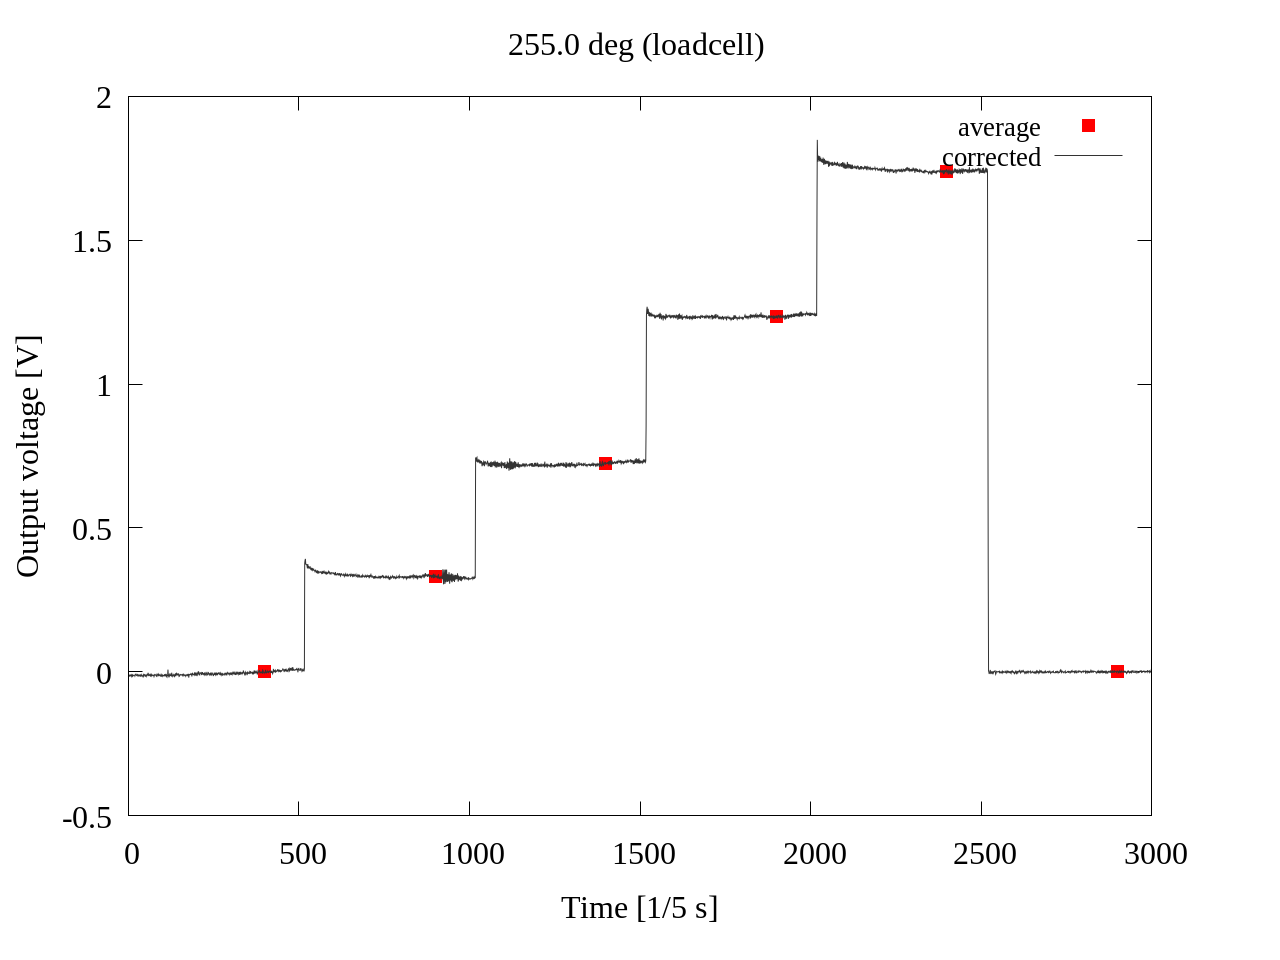 255.0 deg (loadcell)
2
average
corrected
1.5
1
0.5
0
-0.5
Output voltage [V]
0 500 1000 1500 2000 2500 3000
Time [1/5 s]